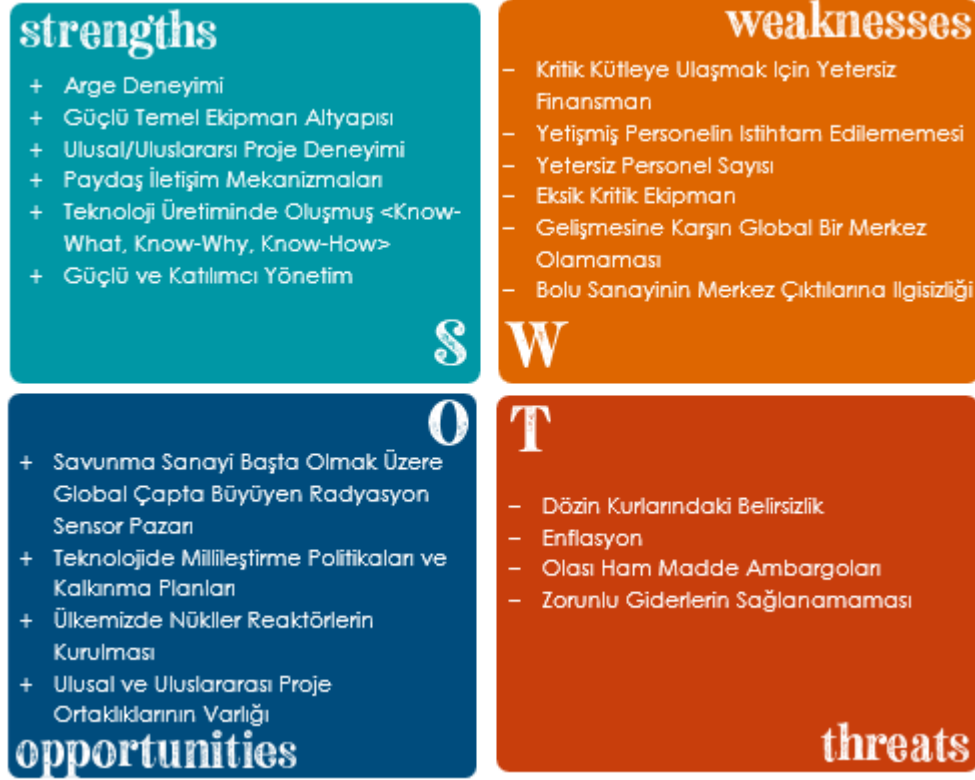 strengths
+ Arge Deneyimi
+ Güçlü Temel Ekipman Altyapısı
+ Ulusal/Uluslararsı Proje Deneyimi
+ Paydaş İletişim Mekanizmaları
+ Teknoloji Üretiminde Oluşmuş <Know-
What, Know-Why, Know-How>
+ Güçlü ve Katılımcı Yönetim
S
weaknesses
– Kritik Kütleye Ulaşmak Için Yetersiz
Finansman
– Yetişmiş Personelin Istihtam Edilememesi
– Yetersiz Personel Sayısı
– Eksik Kritik Ekipman
– Gelişmesine Karşın Global Bir Merkez
Olamaması
– Bolu Sanayinin Merkez Çıktılarına Ilgisizliği
W
O
+ Savunma Sanayi Başta Olmak Üzere
Global Çapta Büyüyen Radyasyon
Sensor Pazarı
+ Teknolojide Millileştirme Politikaları ve
Kalkınma Planları
+ Ülkemizde Nükller Reaktörlerin
Kurulması
+ Ulusal ve Uluslararası Proje
Ortaklıklarının Varlığı
opportunities
T
– Dözin Kurlarındaki Belirsizlik
– Enflasyon
– Olası Ham Madde Ambargoları
– Zorunlu Giderlerin Sağlanamaması
threats